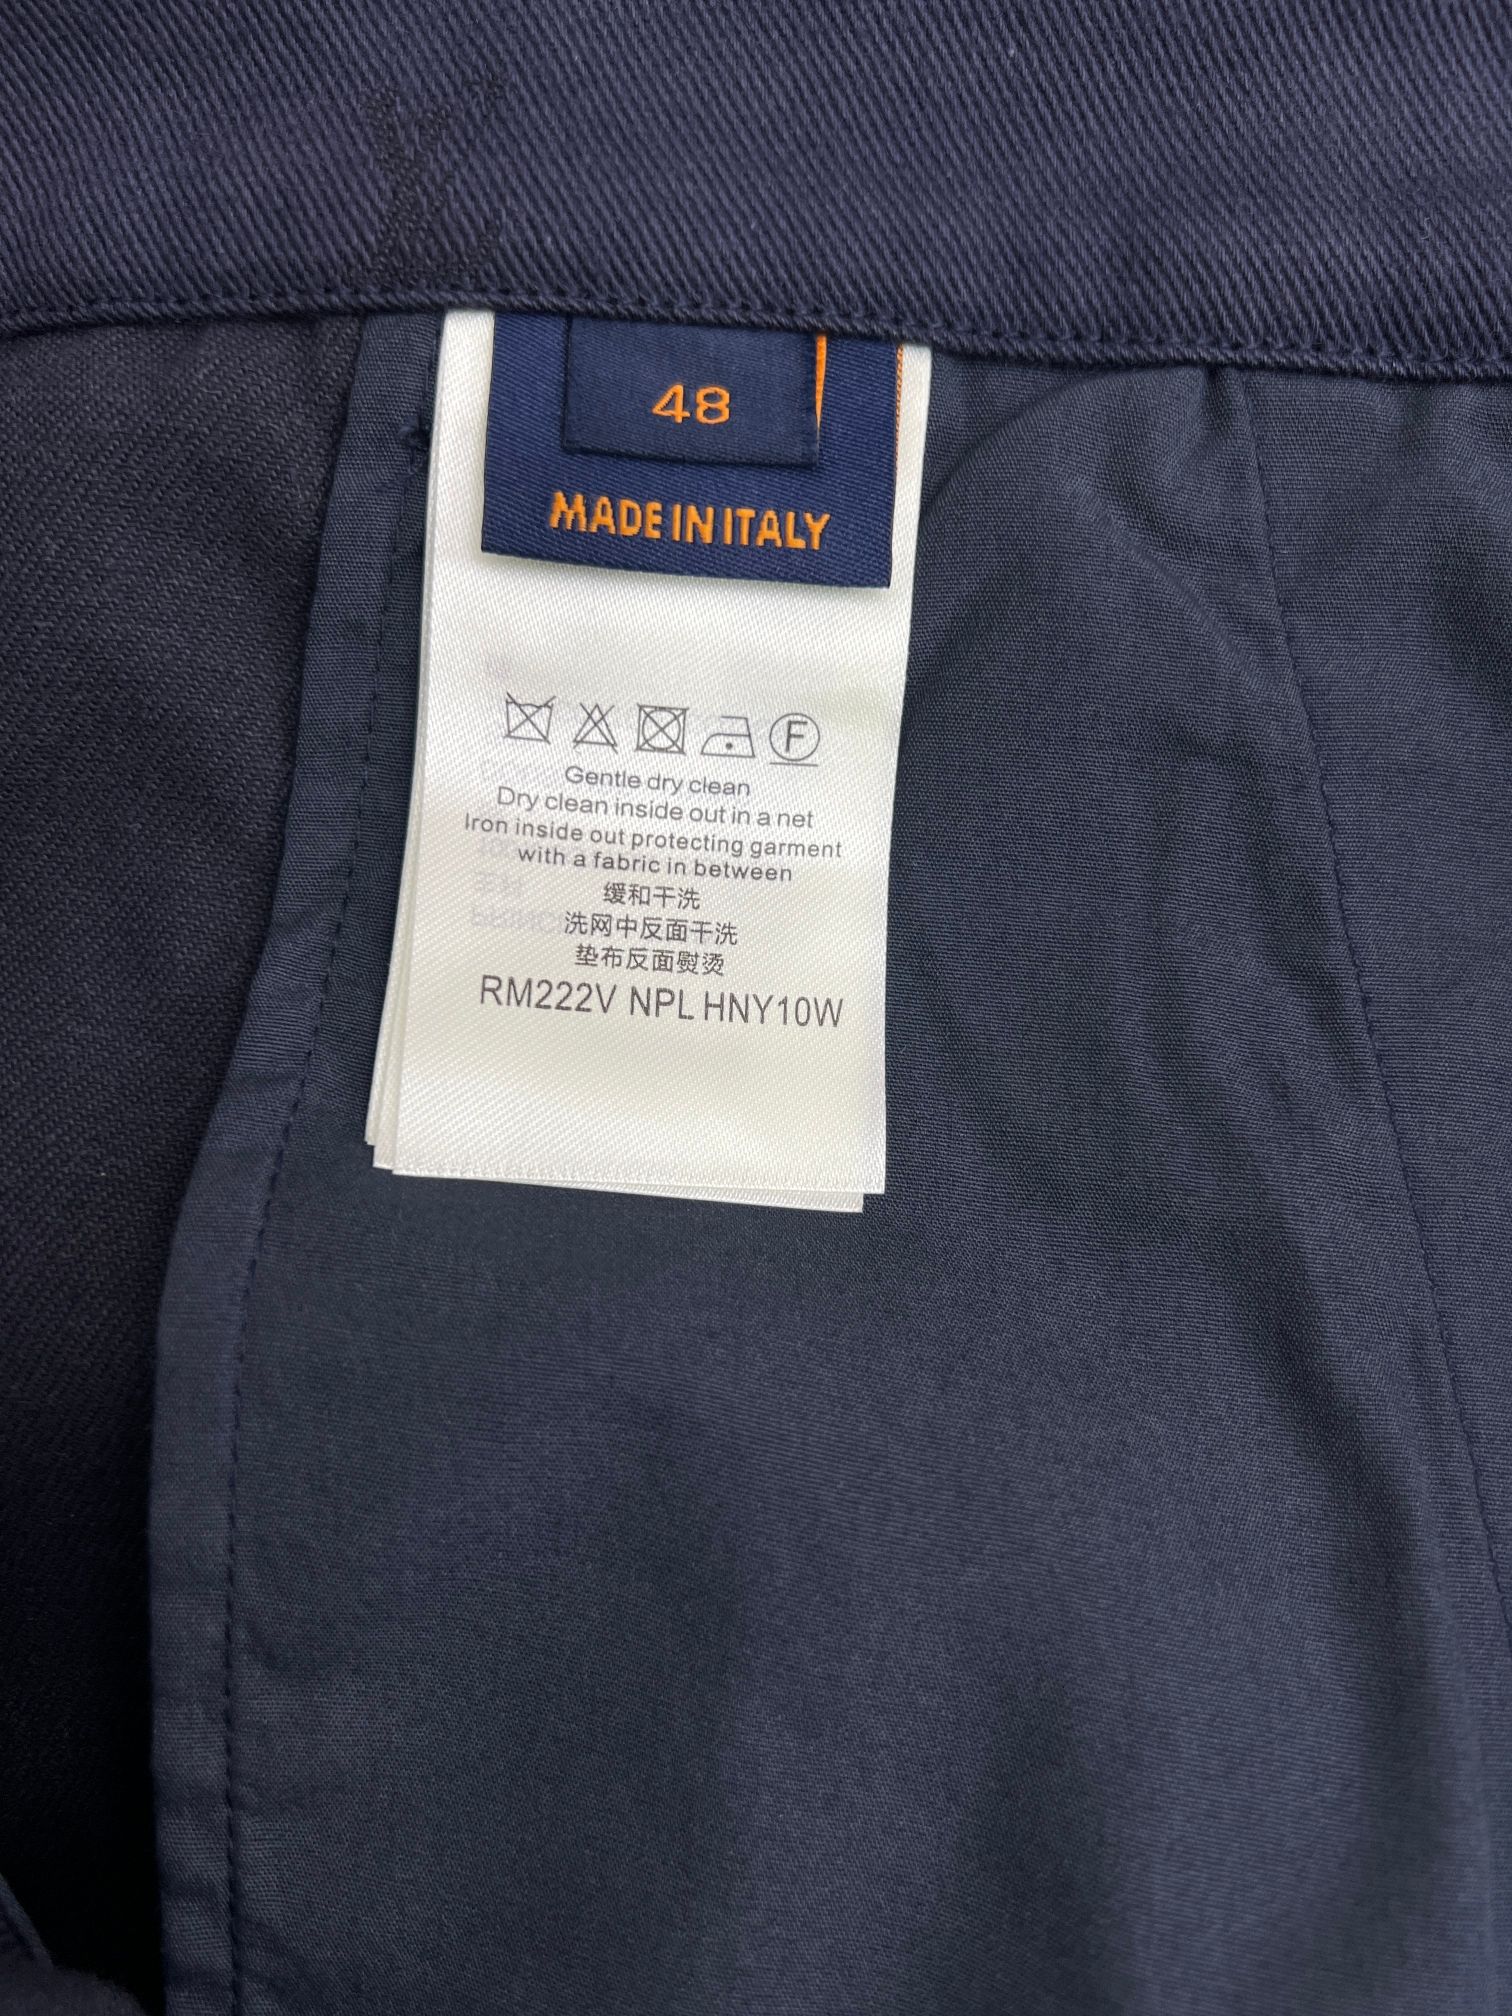 48
MADE IN ITALY
F
Gentle dry clean
Dry clean inside out in a net
Iron inside out protecting garment
with a fabric in between
缓和干洗
洗网中反面干洗
垫布反面熨烫
RM222V NPL HNY10W